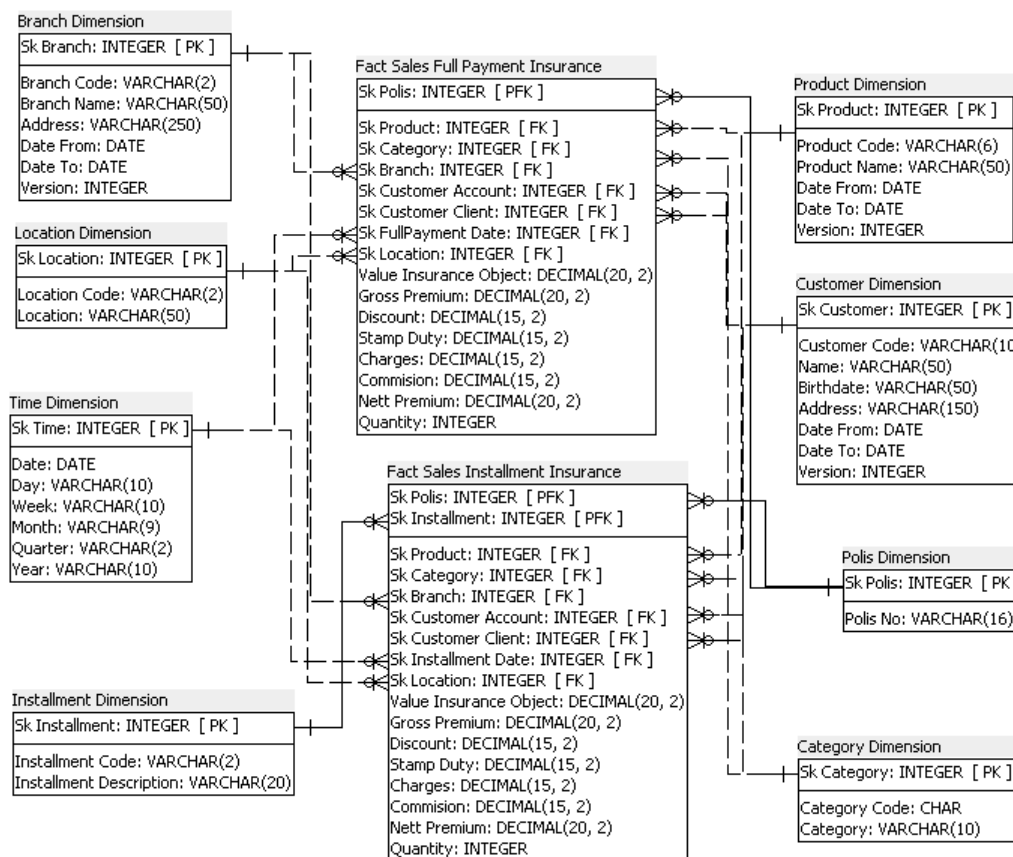 Branch Dimension
Sk Branch: INTEGER [ PK ]
Branch Code: VARCHAR(2)
Branch Name: VARCHAR(50)
Address: VARCHAR(250)
Date From: DATE
Date To: DATE
Version: INTEGER
Location Dimension
Sk Location: INTEGER [ PK ]
Location Code: VARCHAR(2)
Location: VARCHAR(50)
Time Dimension
Sk Time: INTEGER [ PK ]
Date: DATE
Day: VARCHAR(10)
Week: VARCHAR(10)
Month: VARCHAR(9)
Quarter: VARCHAR(2)
Year: VARCHAR(10)
Installment Dimension
Sk Installment: INTEGER [ PK ]
Installment Code: VARCHAR(2)
Installment Description: VARCHAR(20)
Fact Sales Full Payment Insurance
Sk Polis: INTEGER [ PFK ]
Sk Product: INTEGER [ FK ]
Sk Category: INTEGER [ FK ]
Sk Branch: INTEGER [ FK ]
Sk Customer Account: INTEGER [ FK ]
Sk Customer Client: INTEGER [ FK ]
Sk FullPayment Date: INTEGER [ FK ]
Sk Location: INTEGER [ FK ]
Value Insurance Object: DECIMAL(20, 2)
Gross Premium: DECIMAL(20, 2)
Discount: DECIMAL(15, 2)
Stamp Duty: DECIMAL(15, 2)
Charges: DECIMAL(15, 2)
Commision: DECIMAL(15, 2)
Nett Premium: DECIMAL(20, 2)
Quantity: INTEGER
Fact Sales Installment Insurance
Sk Polis: INTEGER [ PFK ]
Sk Installment: INTEGER [ PFK ]
Sk Product: INTEGER [ FK ]
Sk Category: INTEGER [ FK ]
Sk Branch: INTEGER [ FK ]
Sk Customer Account: INTEGER [ FK ]
Sk Customer Client: INTEGER [ FK ]
Sk Installment Date: INTEGER [ FK ]
Sk Location: INTEGER [ FK ]
Value Insurance Object: DECIMAL(20, 2)
Gross Premium: DECIMAL(20, 2)
Discount: DECIMAL(15, 2)
Stamp Duty: DECIMAL(15, 2)
Charges: DECIMAL(15, 2)
Commision: DECIMAL(15, 2)
Nett Premium: DECIMAL(20, 2)
Quantity: INTEGER
Product Dimension
Sk Product: INTEGER [ PK ]
Product Code: VARCHAR(6)
Product Name: VARCHAR(50)
Date From: DATE
Date To: DATE
Version: INTEGER
Customer Dimension
Sk Customer: INTEGER [ PK ]
Customer Code: VARCHAR(10
Name: VARCHAR(50)
Birthdate: VARCHAR(50)
Address: VARCHAR(150)
Date From: DATE
Date To: DATE
Version: INTEGER
Polis Dimension
Sk Polis: INTEGER [ PK
Polis No: VARCHAR(16)
Category Dimension
Sk Category: INTEGER [ PK ]
Category Code: CHAR
Category: VARCHAR(10)